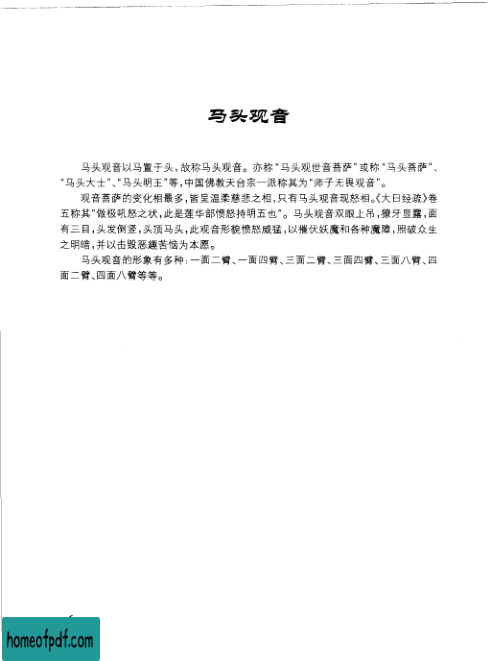 马头观音
马头观音以马置于头，故称马头观音。亦称“马头观世音菩萨”或称“马头菩萨”、
“马头大士”、“马头明王”等，中国佛教天台宗一派称其为“师子无畏观音”。
观音菩萨的变化相最多，皆呈温柔慈悲之相，只有马头观音现怒相。《大日经疏》卷
五称其“做极吼怒之状，此是莲华部愤怒持明五也”。马头观音双眼上吊，獠牙显露，面
有三目，头发倒竖，头顶马头，此观音形貌愤怒威猛，以摧伏妖魔和各种魔障，照破众生
之明暗，并以击毁恶趣苦恼为本愿。
马头观音的形象有多种：一面二臂、一面四臂、三面二臂、三面四臂、三面八臂、四
面二臂、四面八臂等等。
homeofpdf.com